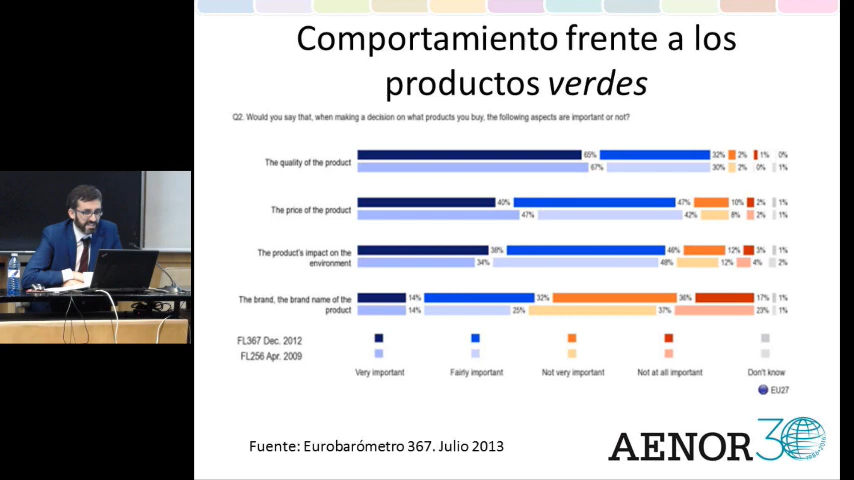 Comportamiento frente a los
productos verdes
Q2. Would you say that, when making a decision on what products you buy, the following aspects are important or not?
The quality of the product
65% 32% 2% 1% 0%
67% 30% 2% 0% 1%
The price of the product
40% 47% 10% 2% 1%
47% 42% 8% 2% 1%
The product's impact on the
environment
38% 46% 12% 3% 1%
34% 48% 12% 4% 2%
The brand, the brand name of the
product
14% 32% 36% 17% 1%
14% 25% 37% 23% 1%
FL367 Dec. 2012
FL256 Apr. 2009
Very important Fairly important Not very important Not at all important Don't know
EU27
Fuente: Eurobarómetro 367. Julio 2013
AENOR 30
1986-2016